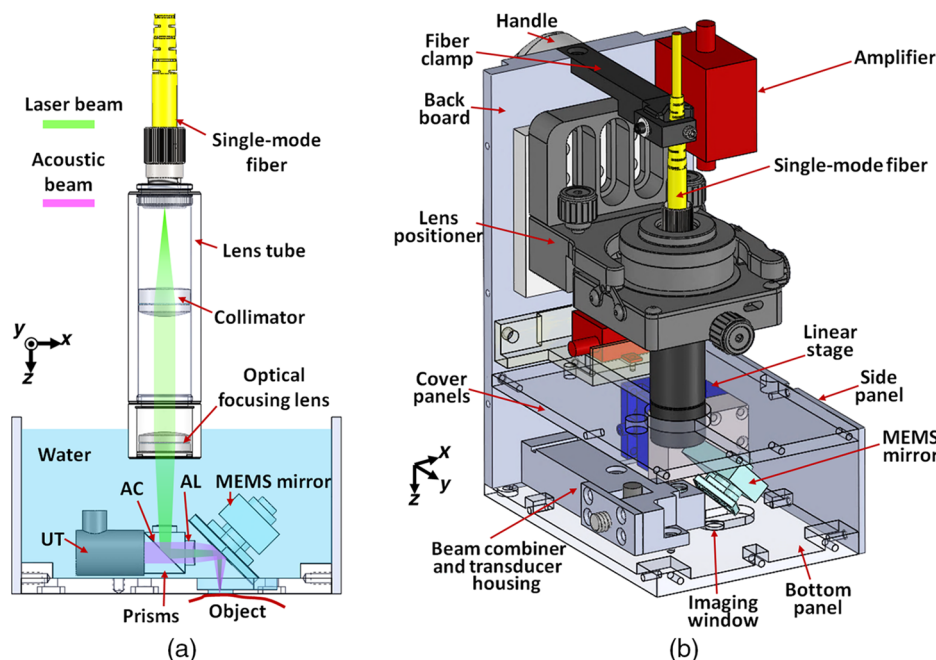 Laser beam
Acoustic
beam
Single-mode
fiber
Lens tube
Collimator
y
x
z
Optical
focusing lens
Water
AC
AL
MEMS mirror
UT
Prisms
Object
(a)
Handle
Fiber
clamp
Amplifier
Back
board
Single-mode fiber
Lens
positioner
Linear
stage
Cover
panels
Side
panel
MEMS
mirror
x
y
z
Beam combiner
and transducer
housing
Imaging
window
Bottom
panel
(b)